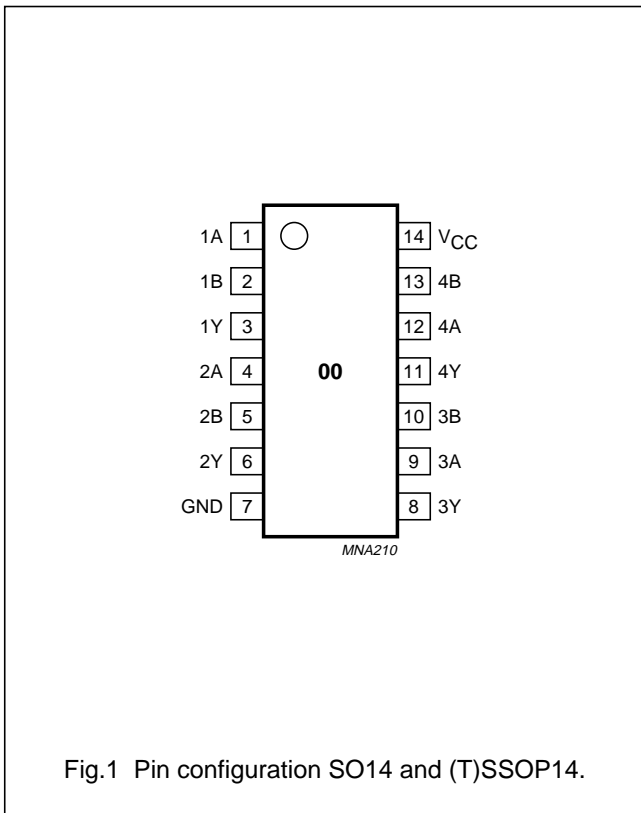 1A 1 14 VCC
1B 2 13 4B
1Y 3 12 4A
2A 4 00 11 4Y
2B 5 10 3B
2Y 6 9 3A
GND 7 8 3Y
MNA210
Fig.1 Pin configuration SO14 and (T)SSOP14.